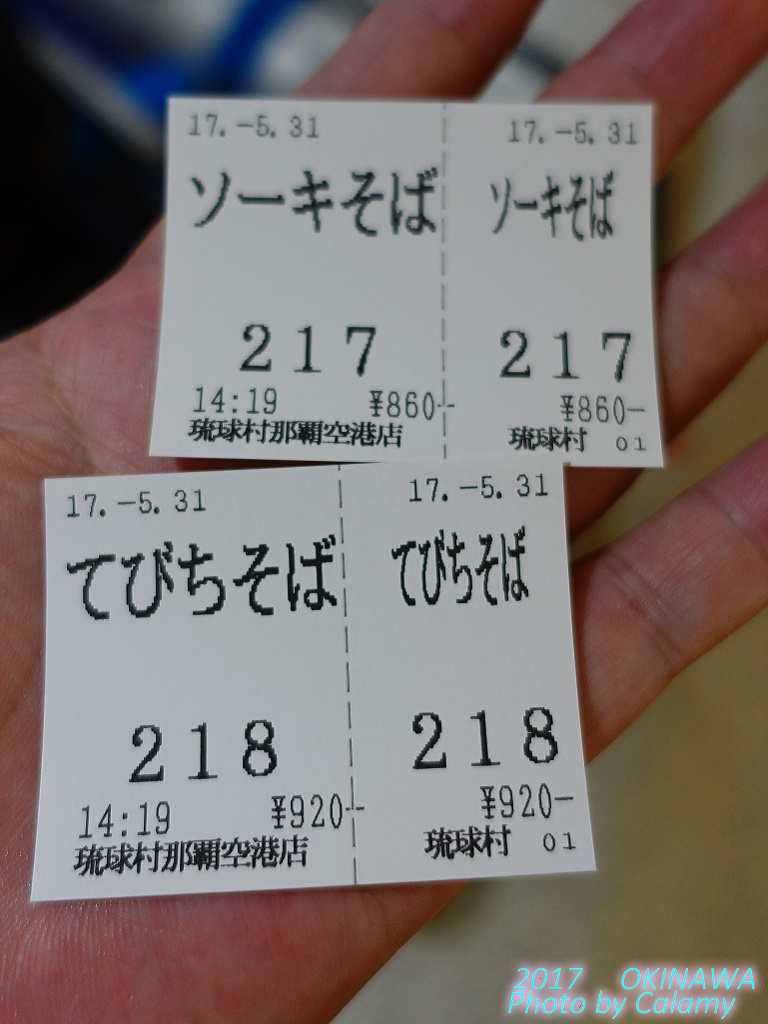 17.-5.31
ソーキそば
217
14:19 ¥860-
琉球村那覇空港店
17.-5.31
ソーキそば
217
¥860-
琉球村 01
17.-5.31
てびちそば
218
14:19 ¥920-
琉球村那覇空港店
17.-5.31
てびちそば
218
¥920-
琉球村 01
2017 OKINAWA
Photo by Calamy